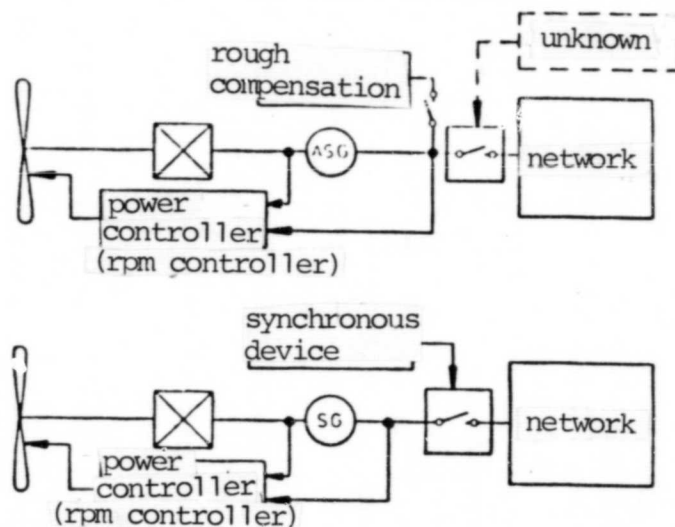 rough
compensation
unknown
ASG
network
power
controller
(rpm controller)
synchronous
device
SG
network
power
controller
(rpm controller)